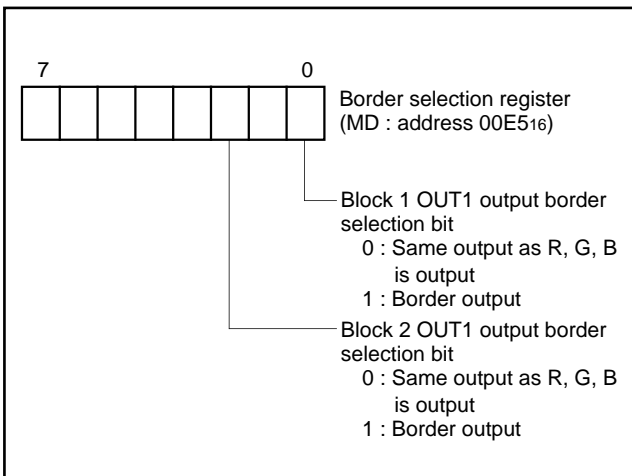 7 0
Border selection register
(MD : address 00E516)
Block 1 OUT1 output border
selection bit
0 : Same output as R, G, B
is output
1 : Border output
Block 2 OUT1 output border
selection bit
0 : Same output as R, G, B
is output
1 : Border output